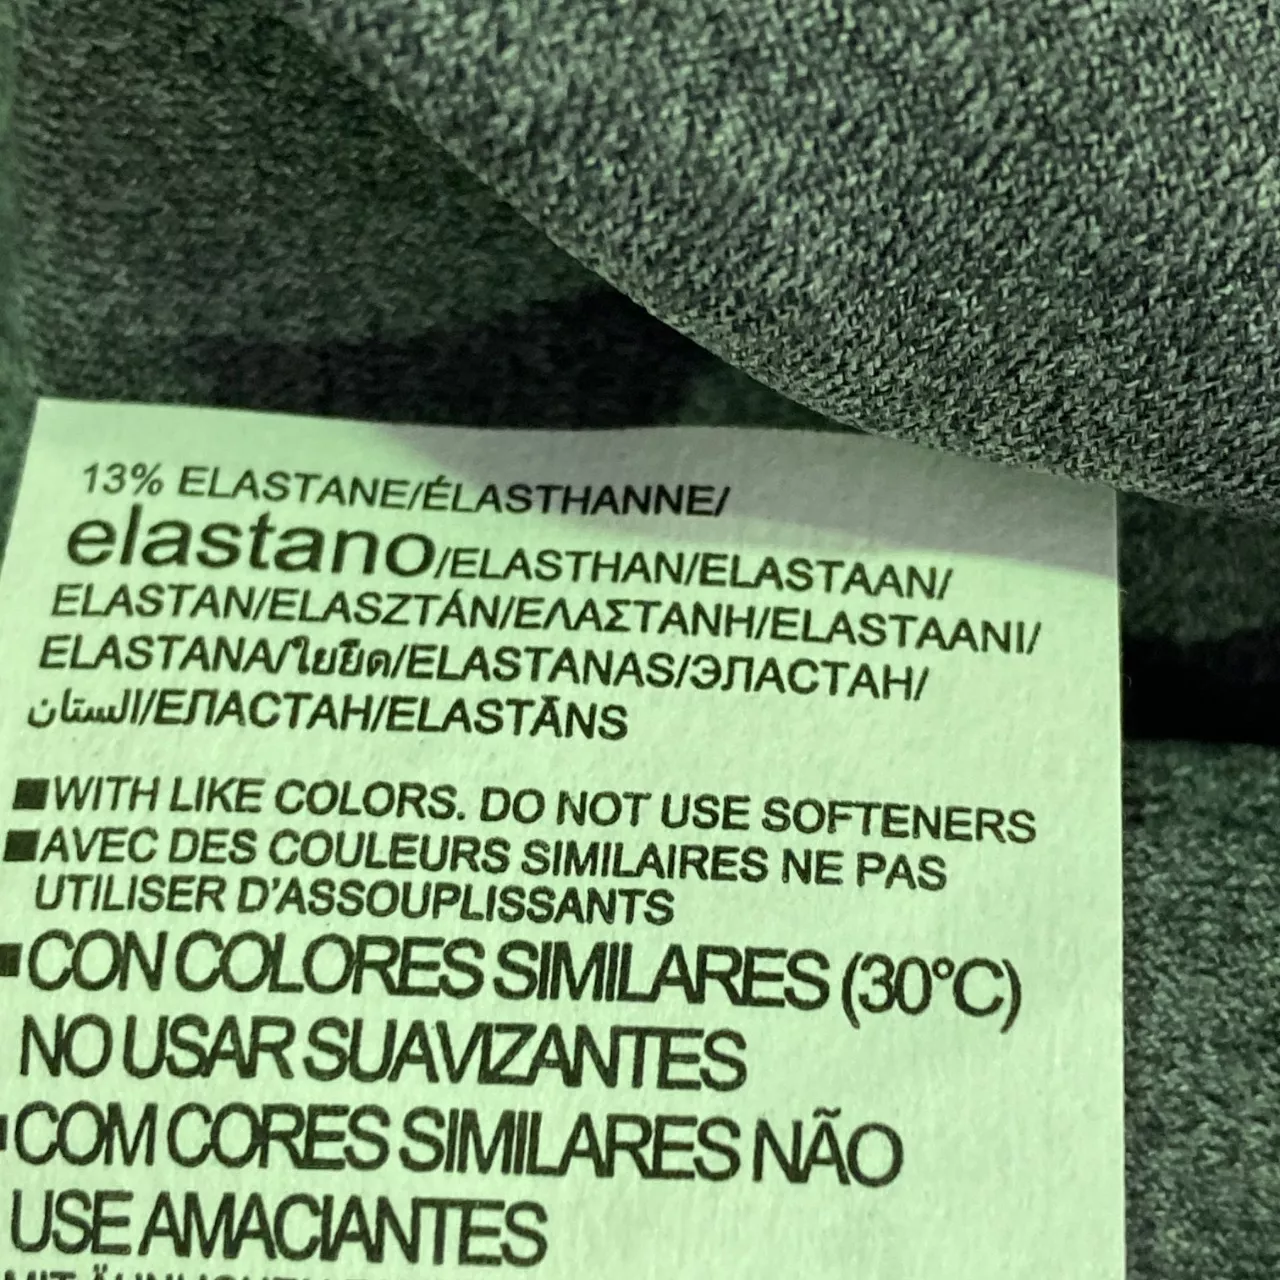 13% ELASTANE/ÉLASTHANNE/
elastano/ELASTHAN/ELASTAAN/
ELASTAN/ELASZTÁN/ΕΛΑΣΤΑΝΗ/ELASTAANI/
ELASTANA/ใยยืด/ELASTANAS/ЭЛАСТАН/
الستان/ЕЛАСТАН/ELASTĀNS
■WITH LIKE COLORS. DO NOT USE SOFTENERS
■AVEC DES COULEURS SIMILAIRES NE PAS
UTILISER D'ASSOUPLISSANTS
■CON COLORES SIMILARES (30°C)
NO USAR SUAVIZANTES
■COM CORES SIMILARES NÃO
USE AMACIANTES